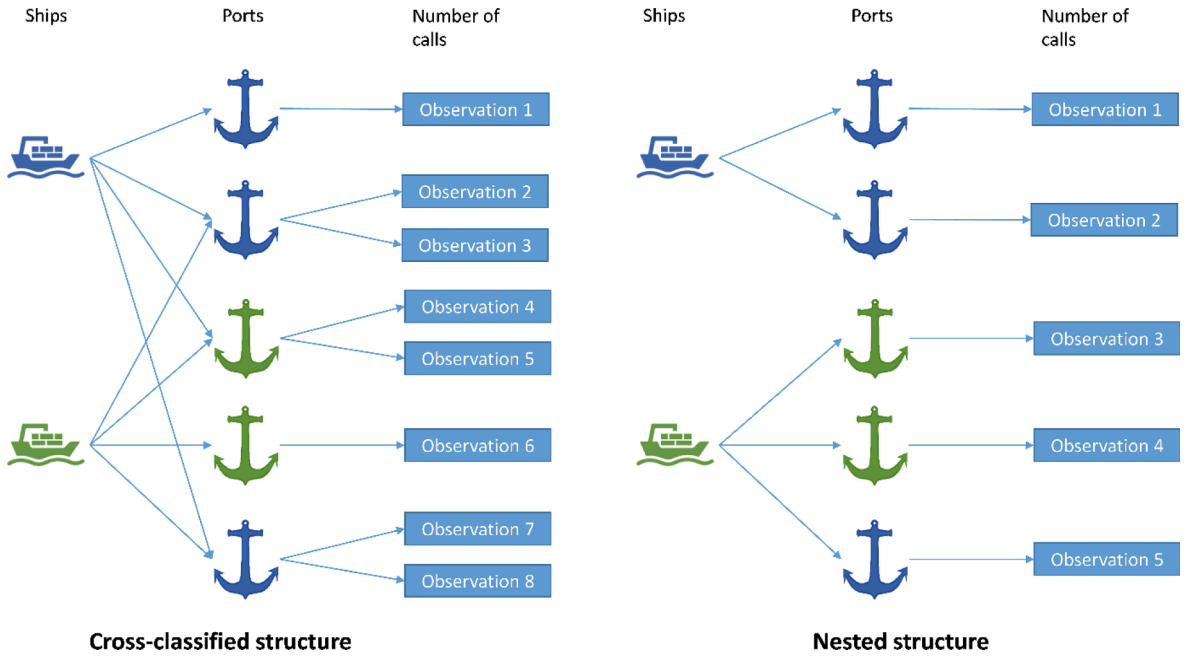 Ships
Ports
Number of
calls
Observation 1
Observation 2
Observation 3
Observation 4
Observation 5
Observation 6
Observation 7
Observation 8
Cross-classified structure
Ships
Ports
Number of
calls
Observation 1
Observation 2
Observation 3
Observation 4
Observation 5
Nested structure